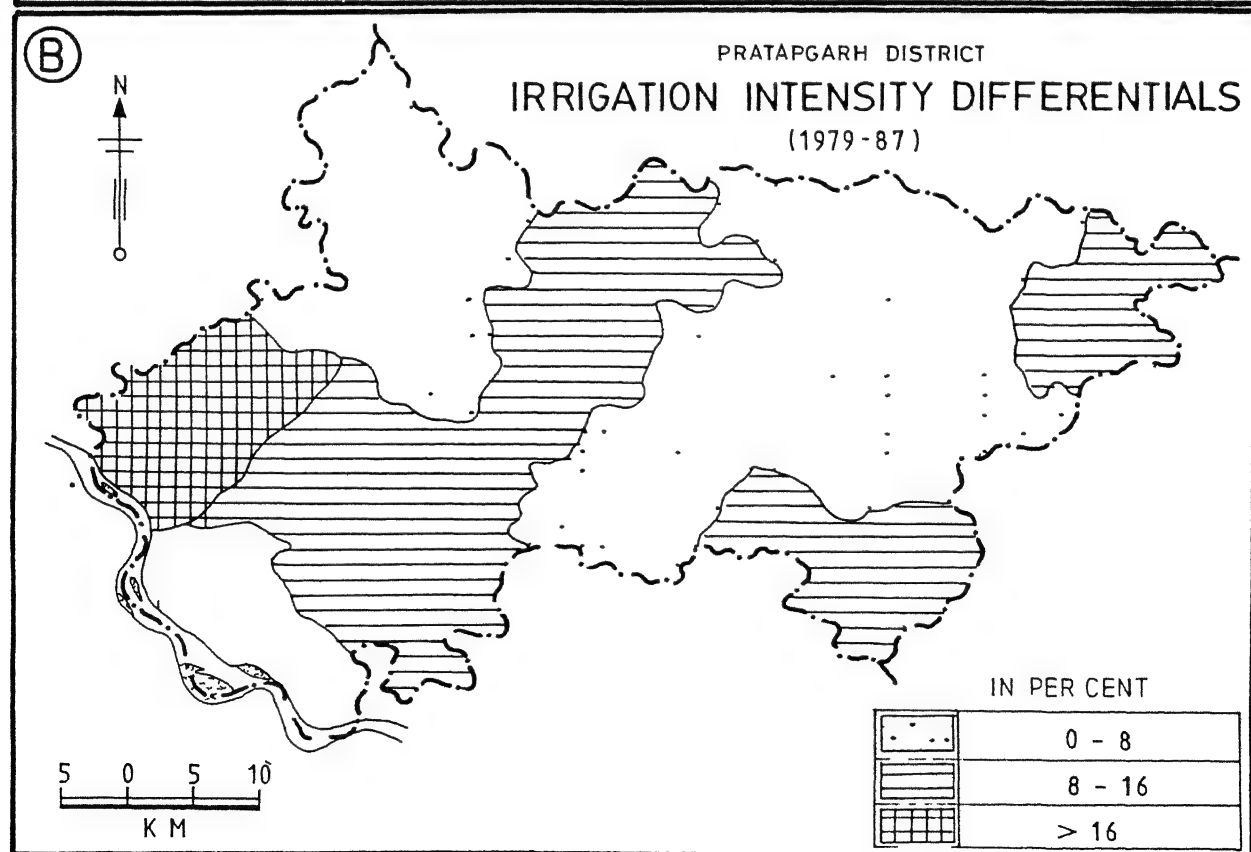 B
PRATAPGARH DISTRICT
IRRIGATION INTENSITY DIFFERENTIALS
(1979-87)
N
IN PER CENT
0 - 8
8 - 16
> 16
5 0 5 10
KM